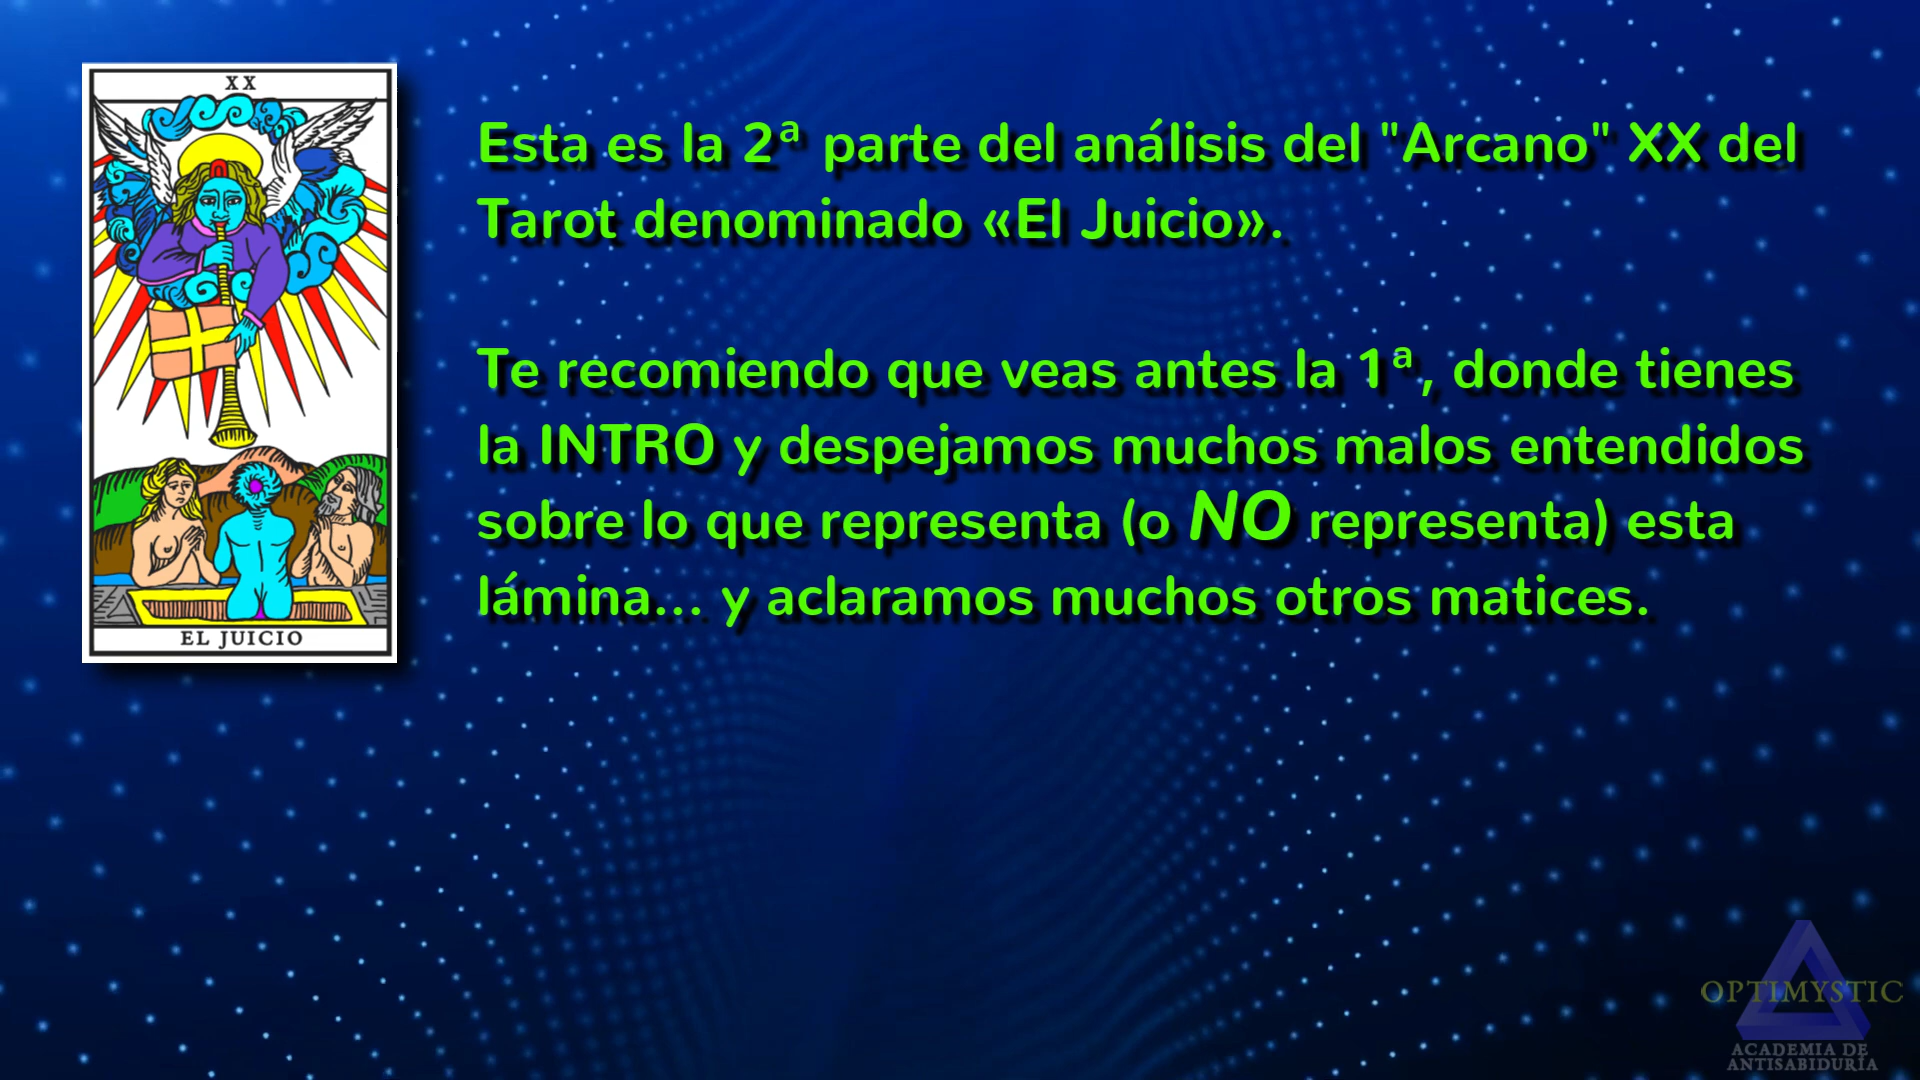 XX
EL JUICIO
Esta es la 2ª parte del análisis del "Arcano" XX del
Tarot denominado «El Juicio».
Te recomiendo que veas antes la 1ª, donde tienes
la INTRO y despejamos muchos malos entendidos
sobre lo que representa (o NO representa) esta
lámina... y aclaramos muchos otros matices.
OPTIMYSTIC
ACADEMIA DE
ANTISABIDURÍA